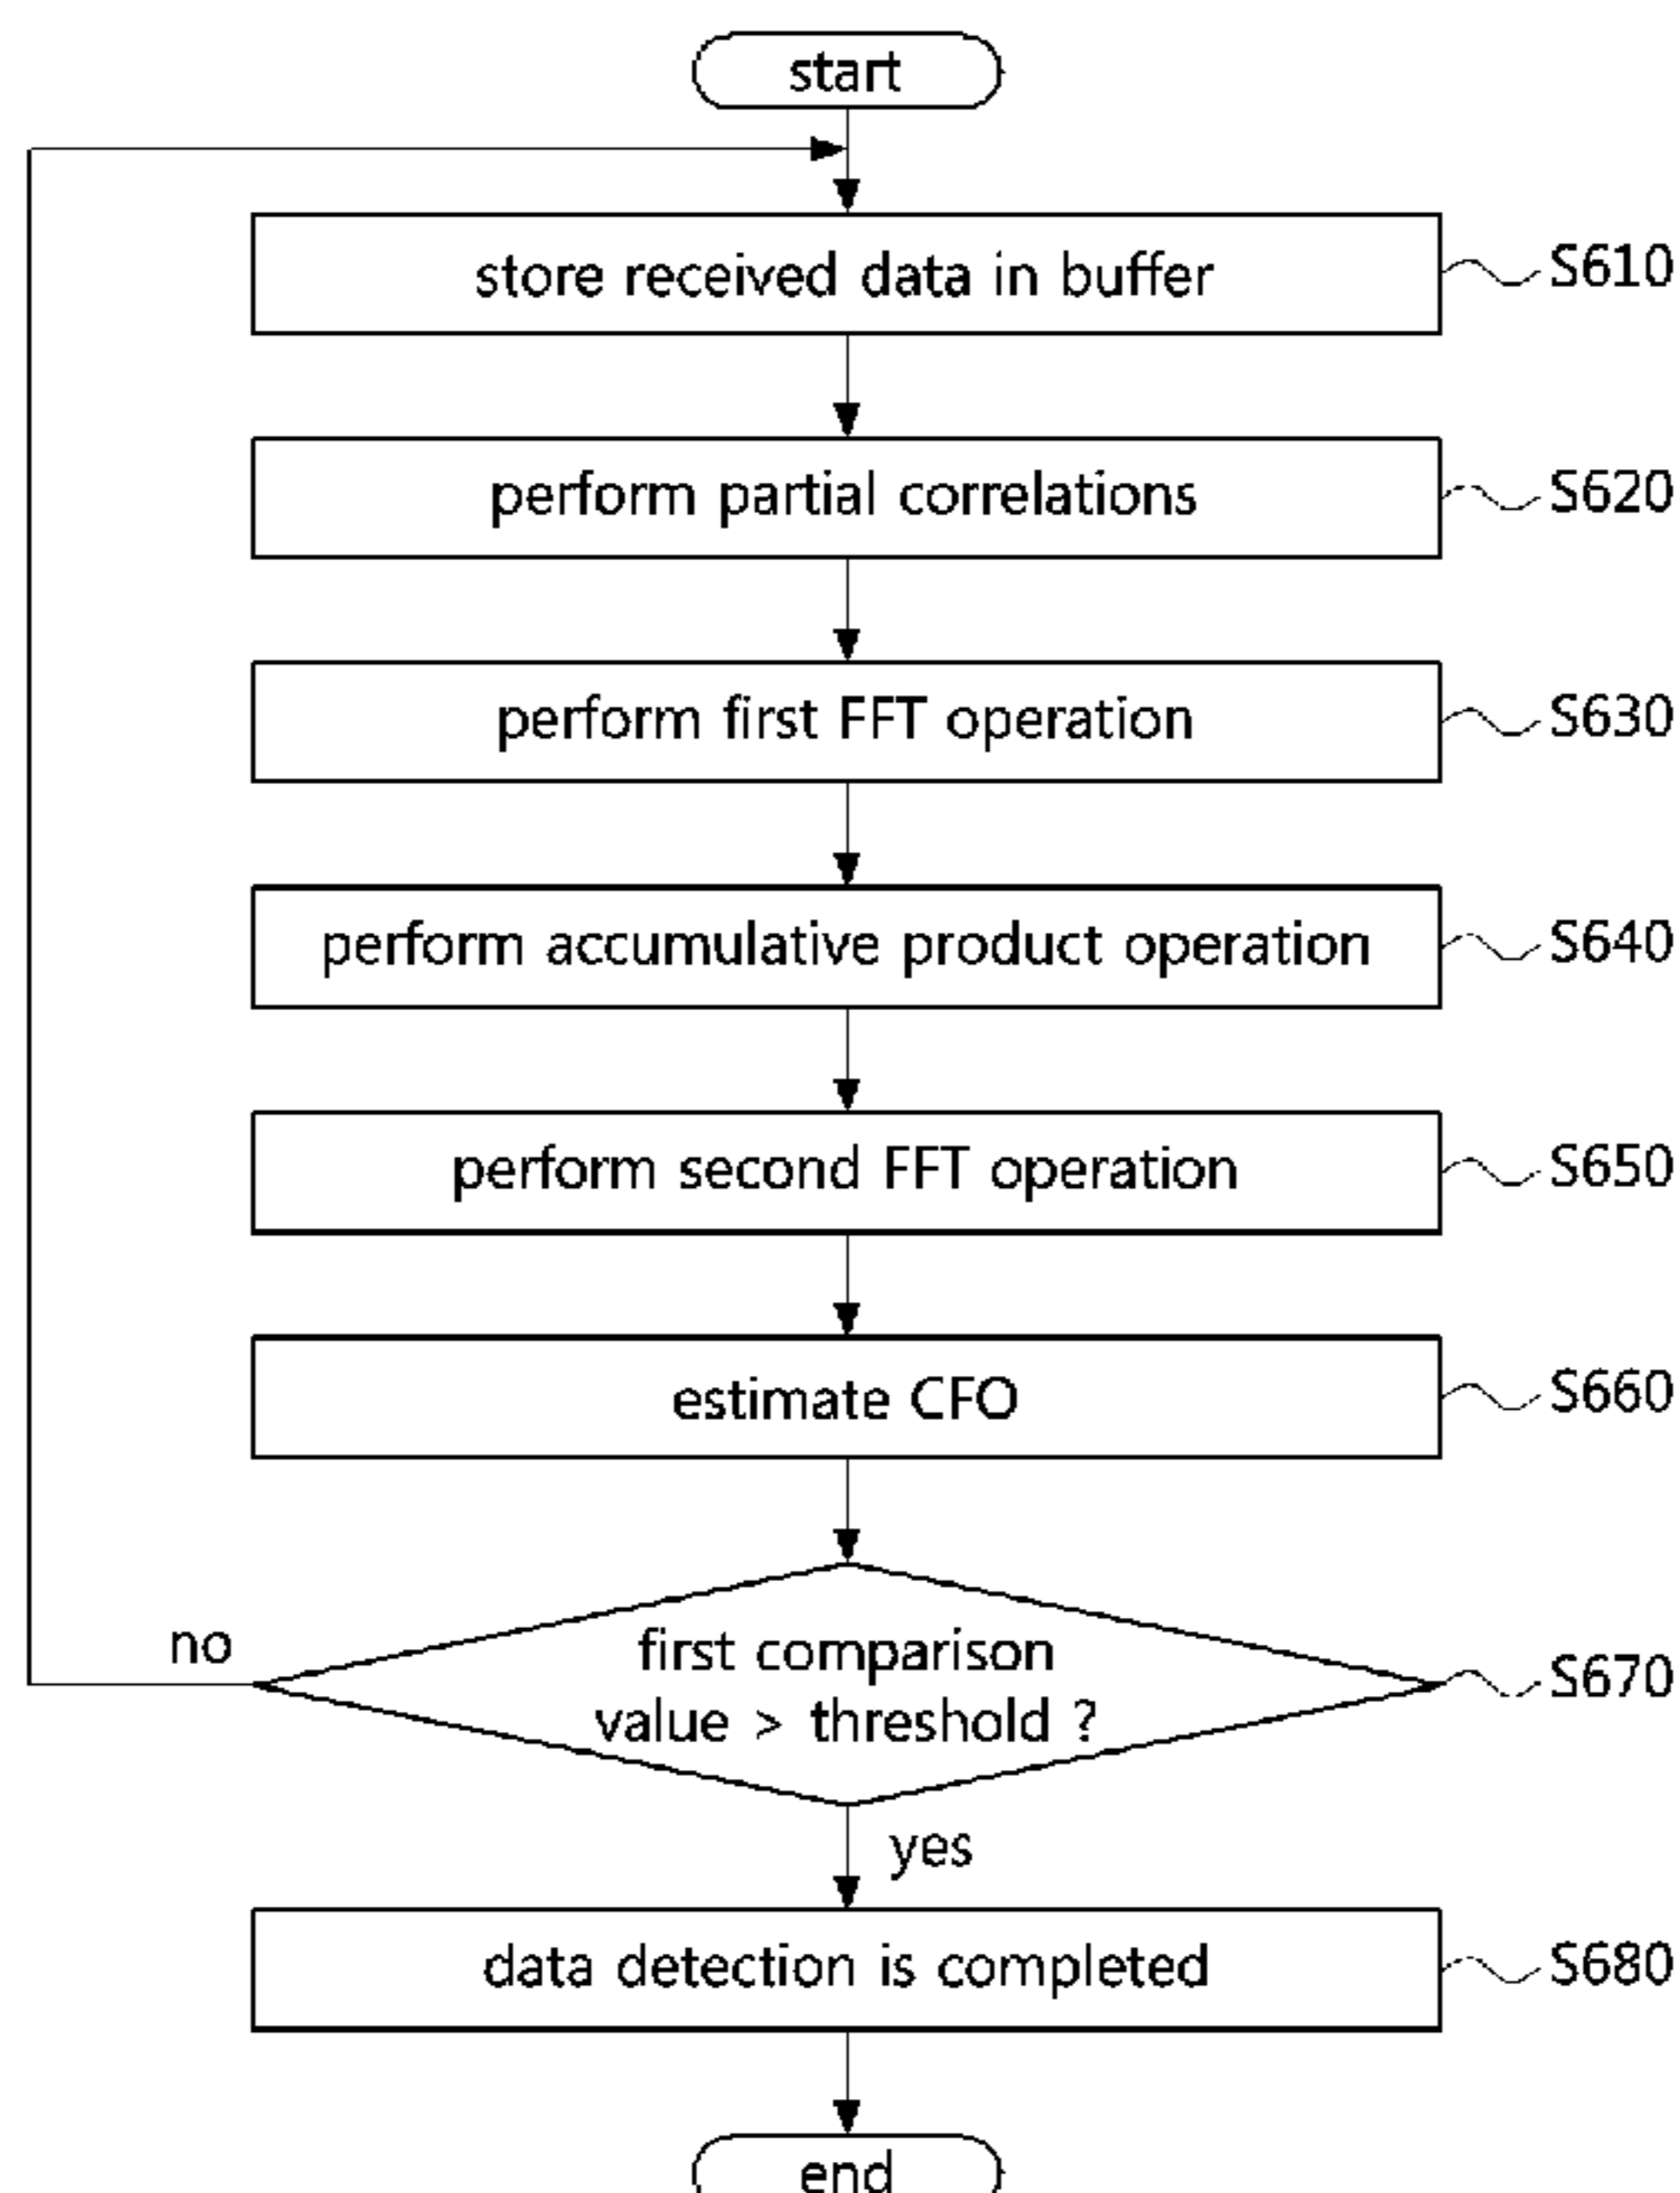 start
store received data in buffer
S610
perform partial correlations
S620
perform first FFT operation
S630
perform accumulative product operation
S640
perform second FFT operation
S650
estimate CFO
S660
no
first comparison
value > threshold ?
S670
yes
data detection is completed
S680
end